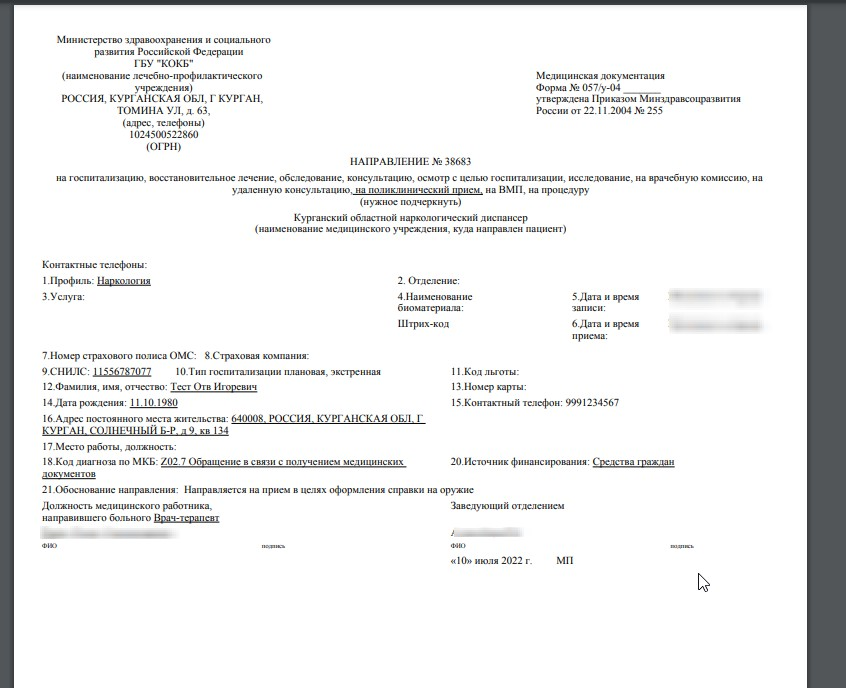 Министерство здравоохранения и социального
развития Российской Федерации
ГБУ "КОКБ"
(наименование лечебно-профилактического
учреждения)
РОССИЯ, КУРГАНСКАЯ ОБЛ, Г КУРГАН,
ТОМИНА УЛ, д. 63,
(адрес, телефоны)
1024500522860
(ОГРН)
Медицинская документация
Форма № 057/у-04 _______
утверждена Приказом Минздравсоцразвития
России от 22.11.2004 № 255
НАПРАВЛЕНИЕ № 38683
на госпитализацию, восстановительное лечение, обследование, консультацию, осмотр с целью госпитализации, исследование, на врачебную комиссию, на
удаленную консультацию, на поликлинический прием, на ВМП, на процедуру
(нужное подчеркнуть)
Курганский областной наркологический диспансер
(наименование медицинского учреждения, куда направлен пациент)
Контактные телефоны:
1.Профиль: Наркология
2. Отделение:
3.Услуга:
4.Наименование
биоматериала:
5.Дата и время
записи:
Штрих-код
6.Дата и время
приема:
7.Номер страхового полиса ОМС: 8.Страховая компания:
9.СНИЛС: 11556787077 10.Тип госпитализации плановая, экстренная
11.Код льготы:
12.Фамилия, имя, отчество: Тест Отв Игоревич
13.Номер карты:
14.Дата рождения: 11.10.1980
15.Контактный телефон: 9991234567
16.Адрес постоянного места жительства: 640008, РОССИЯ, КУРГАНСКАЯ ОБЛ, Г
КУРГАН, СОЛНЕЧНЫЙ Б-Р, д 9, кв 134
17.Место работы, должность:
18.Код диагноза по МКБ: Z02.7 Обращение в связи с получением медицинских
документов
20.Источник финансирования: Средства граждан
21.Обоснование направления: Направляется на прием в целях оформления справки на оружие
Должность медицинского работника,
направившего больного Врач-терапевт
Заведующий отделением
ФИО подпись
ФИО подпись
«10» июля 2022 г. МП